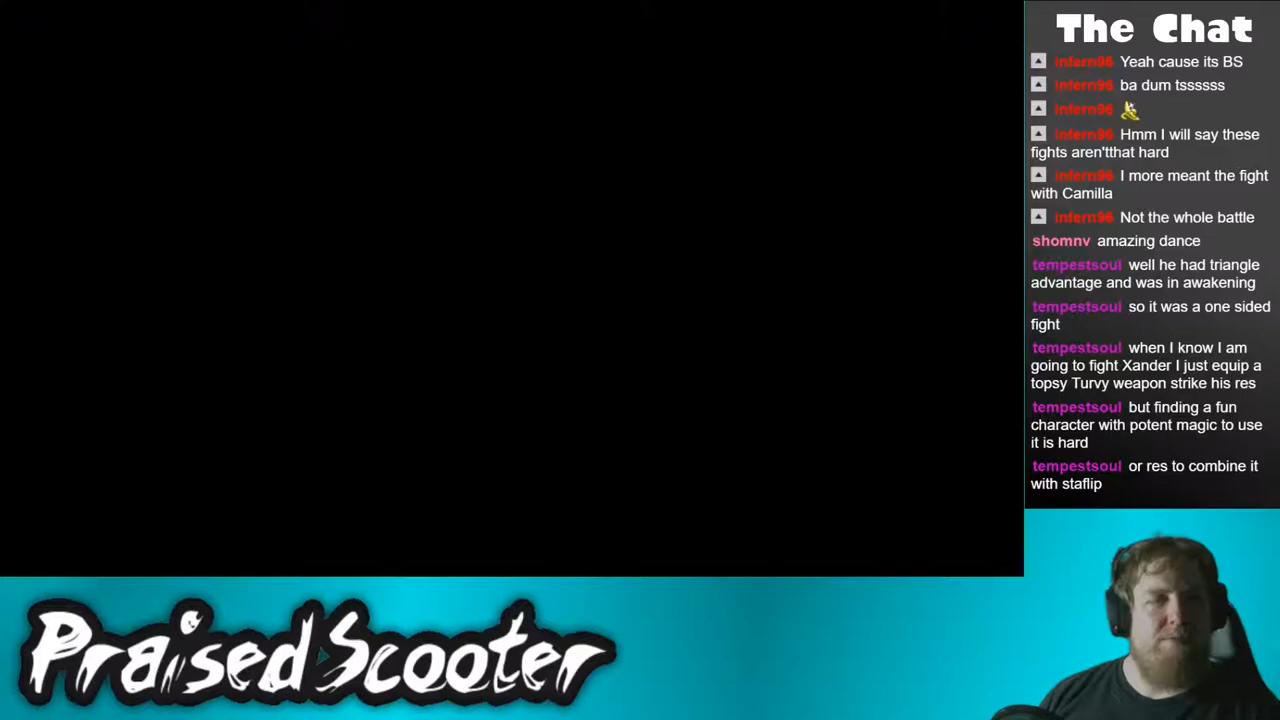 The Chat
infern96 Yeah cause its BS
infern96 ba dum tssssss
infern96
infern96 Hmm I will say these
fights aren'tthat hard
infern96 I more meant the fight
with Camilla
infern96 Not the whole battle
shomnv amazing dance
tempestsoul well he had triangle
advantage and was in awakening
tempestsoul so it was a one sided
fight
tempestsoul when I know I am
going to fight Xander I just equip a
topsy Turvy weapon strike his res
tempestsoul but finding a fun
character with potent magic to use
it is hard
tempestsoul or res to combine it
with staflip
PraisedScooter